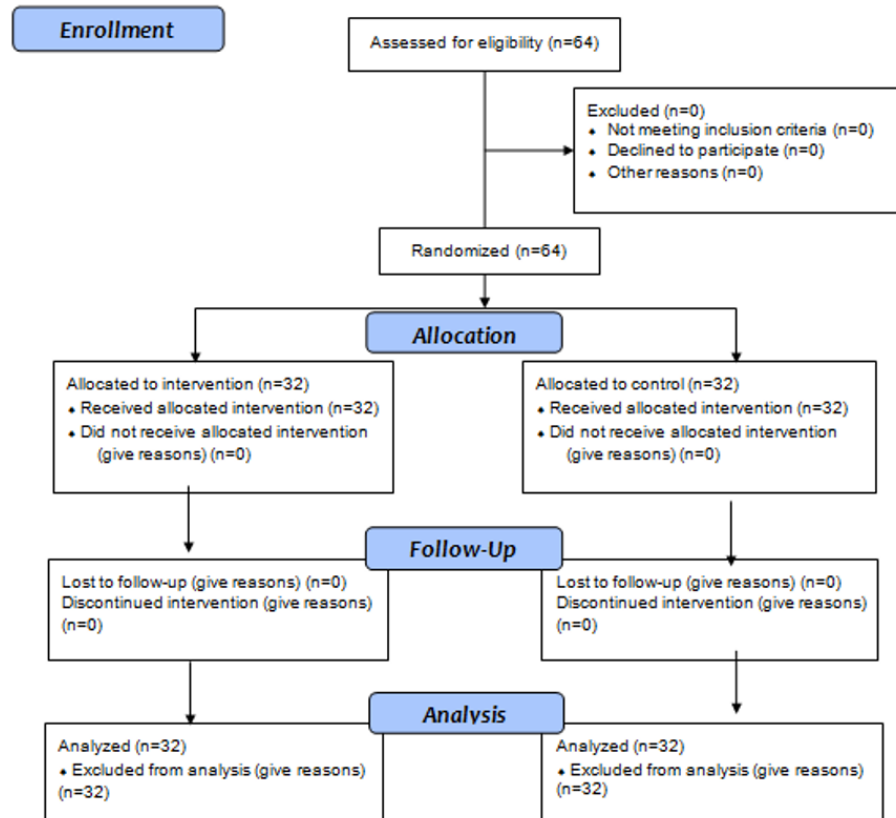 Enrollment
Assessed for eligibility (n=64)
Excluded (n=0)
• Not meeting inclusion criteria (n=0)
• Declined to participate (n=0)
• Other reasons (n=0)
Randomized (n=64)
Allocation
Allocated to intervention (n=32)
• Received allocated intervention (n=32)
• Did not receive allocated intervention
(give reasons) (n=0)
Allocated to control (n=32)
• Received allocated intervention (n=32)
• Did not receive allocated intervention
(give reasons) (n=0)
Follow-Up
Lost to follow-up (give reasons) (n=0)
Discontinued intervention (give reasons)
(n=0)
Lost to follow-up (give reasons) (n=0)
Discontinued intervention (give reasons)
(n=0)
Analysis
Analyzed (n=32)
• Excluded from analysis (give reasons)
(n=32)
Analyzed (n=32)
• Excluded from analysis (give reasons)
(n=32)